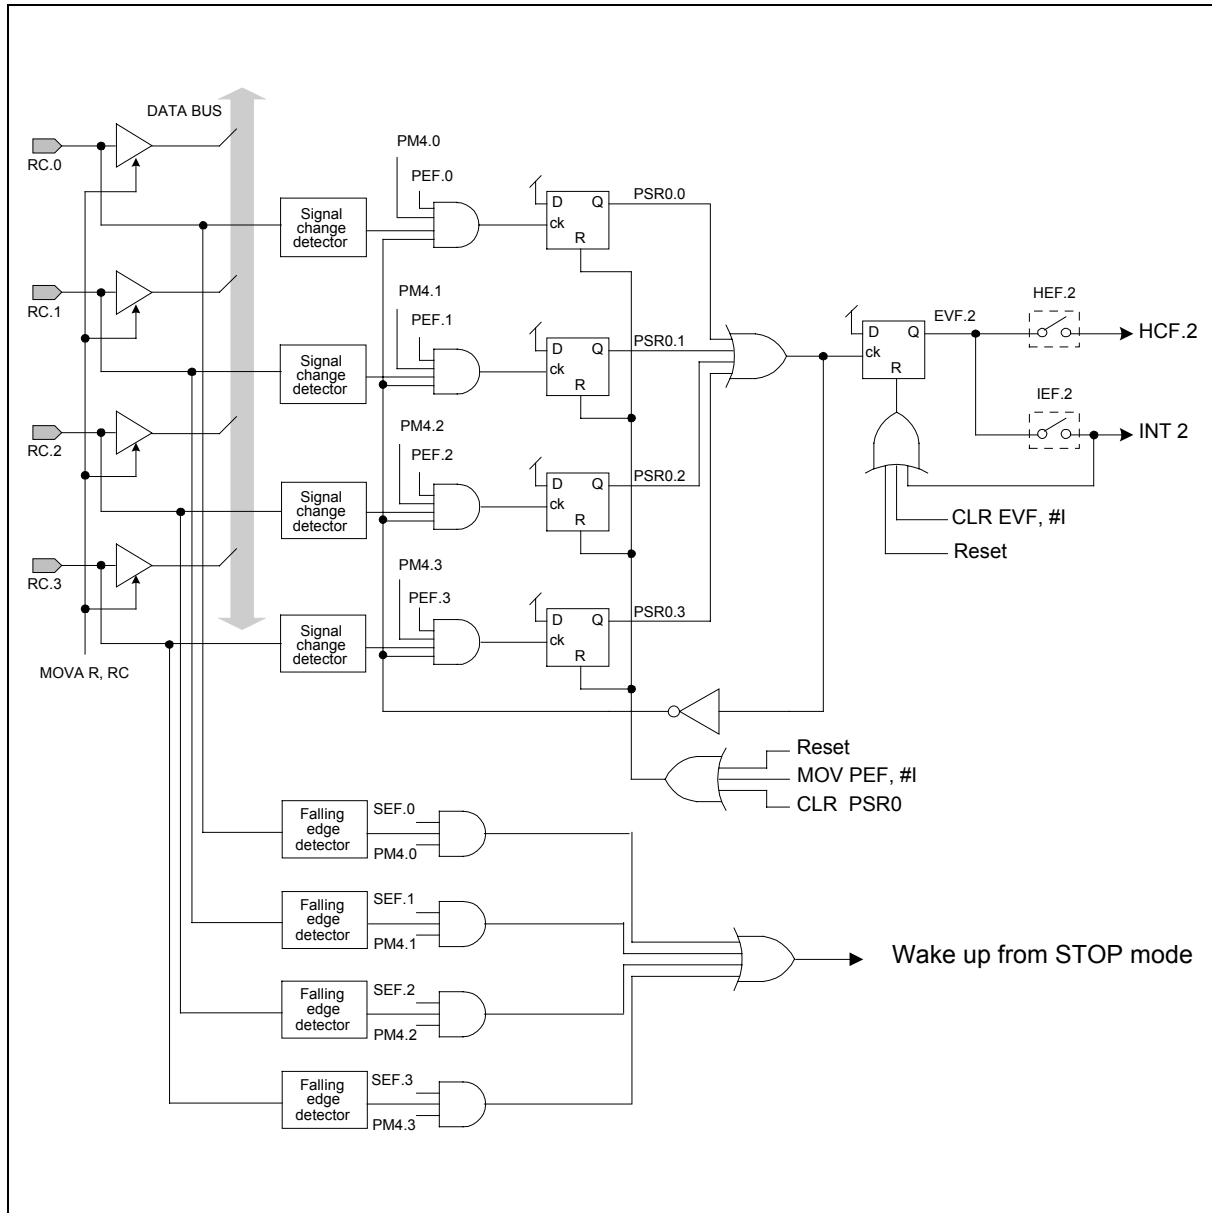 DATA BUS
RC.0
PM4.0
PEF.0
Signal
change
detector
D Q
ck
R
PSR0.0
RC.1
PM4.1
PEF.1
Signal
change
detector
D Q
ck
R
PSR0.1
D Q
ck
R
EVF.2
HEF.2
HCF.2
IEF.2
INT 2
RC.2
PM4.2
PEF.2
Signal
change
detector
D Q
ck
R
PSR0.2
CLR EVF, #I
Reset
RC.3
PM4.3
PEF.3
Signal
change
detector
D Q
ck
R
PSR0.3
MOVA R, RC
Reset
MOV PEF, #I
CLR PSR0
Falling
edge
detector
SEF.0
PM4.0
Falling
edge
detector
SEF.1
PM4.1
Wake up from STOP mode
Falling
edge
detector
SEF.2
PM4.2
Falling
edge
detector
SEF.3
PM4.3